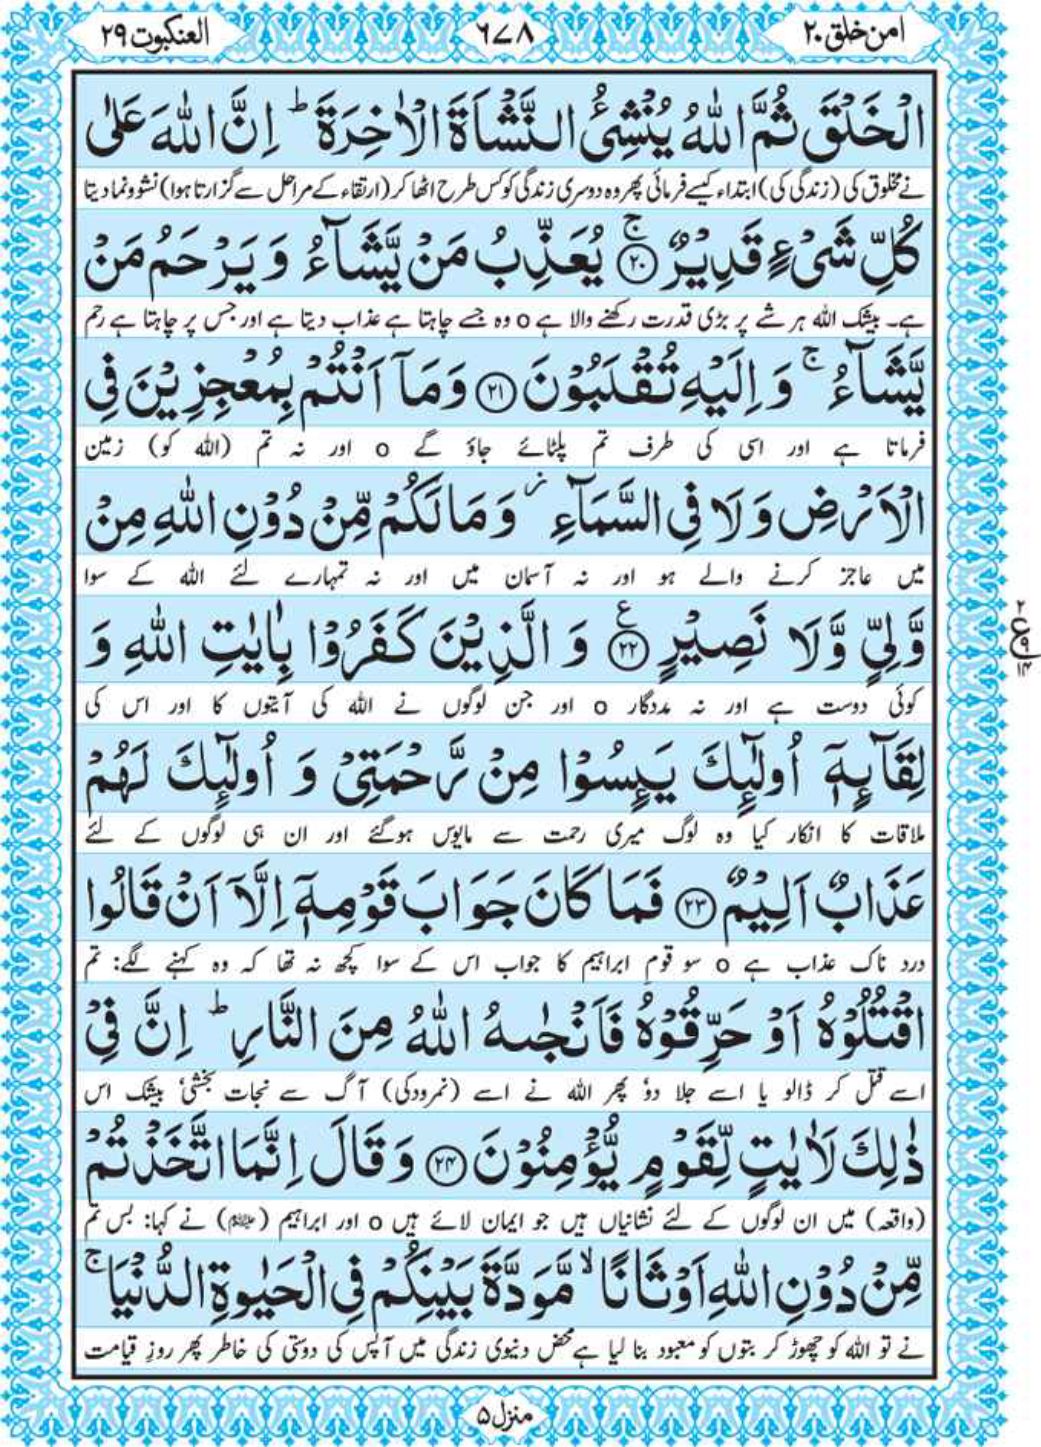 امن خلق ٢٠
٦٧٨
العنكبوت ٢٩
الْخَلْقَ ثُمَّ اللّٰهُ يُنْشِئُ النَّشْاَةَ الْاٰخِرَةَ ؕ اِنَّ اللّٰهَ عَلٰى
نے مخلوق کی (زندگی کی) ابتداء کیسے فرمائی پھر وہ دوسری زندگی کو کس طرح اٹھا کر (ارتقاء کے مراحل سے گزارتا ہوا) نشوونما دیتا
كُلِّ شَیْءٍ قَدِیْرٌ ۚ﴿۲۰﴾ یُعَذِّبُ مَنْ یَّشَآءُ وَ یَرْحَمُ مَنْ
ہے۔ بیشک اللہ ہر شے پر بڑی قدرت رکھنے والا ہے o وہ جسے چاہتا ہے عذاب دیتا ہے اور جس پر چاہتا ہے رحم
یَّشَآءُ ۚ وَ اِلَیْهِ تُقْلَبُوْنَ ﴿۲۱﴾ وَ مَاۤ اَنْتُمْ بِمُعْجِزِیْنَ فِی
فرماتا ہے اور اسی کی طرف تم پلٹائے جاؤ گے o اور نہ تم (اللہ کو) زمین
الْاَرْضِ وَ لَا فِی السَّمَآءِ ؗ وَ مَا لَكُمْ مِّنْ دُوْنِ اللّٰهِ مِنْ
میں عاجز کرنے والے ہو اور نہ آسمان میں اور نہ تمہارے لئے اللہ کے سوا
وَّلِیٍّ وَّ لَا نَصِیْرٍ ﴿۲۲﴾ع وَ الَّذِیْنَ كَفَرُوْا بِاٰیٰتِ اللّٰهِ وَ
٢
ع
٩
١٤
کوئی دوست ہے اور نہ مددگار o اور جن لوگوں نے اللہ کی آیتوں کا اور اس کی
لِقَآىِٕهٖۤ اُولٰٓىِٕكَ یَىِٕسُوْا مِنْ رَّحْمَتِیْ وَ اُولٰٓىِٕكَ لَهُمْ
ملاقات کا انکار کیا وہ لوگ میری رحمت سے مایوس ہوگئے اور ان ہی لوگوں کے لئے
عَذَابٌ اَلِیْمٌ ﴿۲۳﴾ فَمَا كَانَ جَوَابَ قَوْمِهٖۤ اِلَّاۤ اَنْ قَالُوا
درد ناک عذاب ہے o سو قومِ ابراہیم کا جواب اس کے سوا کچھ نہ تھا کہ وہ کہنے لگے: تم
اقْتُلُوْهُ اَوْ حَرِّقُوْهُ فَاَنْجٰىهُ اللّٰهُ مِنَ النَّارِ ؕ اِنَّ فِیْ
اسے قتل کر ڈالو یا اسے جلا دو، پھر اللہ نے اسے (نمرود کی) آگ سے نجات بخشی، بیشک اس
ذٰلِكَ لَاٰیٰتٍ لِّقَوْمٍ یُّؤْمِنُوْنَ ﴿۲۴﴾ وَ قَالَ اِنَّمَا اتَّخَذْتُمْ
(واقعہ) میں ان لوگوں کے لئے نشانیاں ہیں جو ایمان لائے ہیں o اور ابراہیم (علیہ السلام) نے کہا: بس تم
مِّنْ دُوْنِ اللّٰهِ اَوْثَانًا ۙ مَّوَدَّةَ بَیْنِكُمْ فِی الْحَیٰوةِ الدُّنْیَا ۚ
نے تو اللہ کو چھوڑ کر بتوں کو معبود بنا لیا ہے محض دنیوی زندگی میں آپس کی دوستی کی خاطر پھر روزِ قیامت
منزل ٥